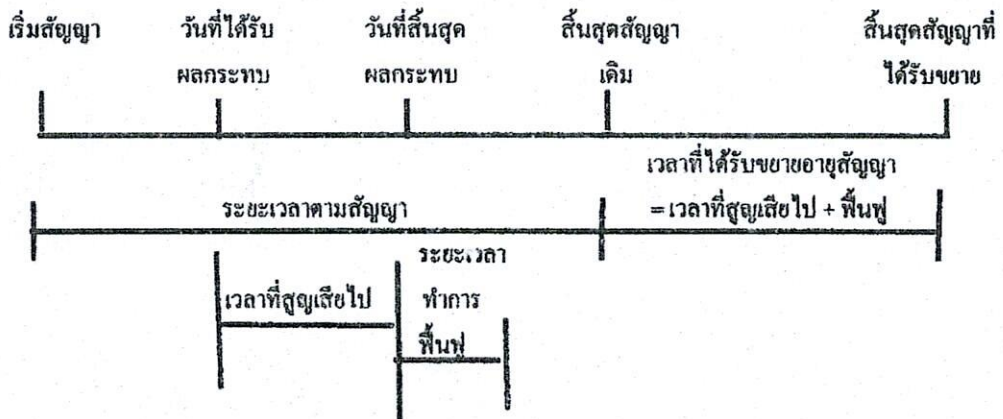 เริ่มสัญญา วันที่ได้รับ วันที่สิ้นสุด สิ้นสุดสัญญา สิ้นสุดสัญญาที่
ผลกระทบ ผลกระทบ เดิม ได้รับขยาย
เวลาที่ได้รับขยายอายุสัญญา
ระยะเวลาตามสัญญา = เวลาที่สูญเสียไป + ฟื้นฟู
ระยะเวลา
เวลาที่สูญเสียไป ทำการ
ฟื้นฟู